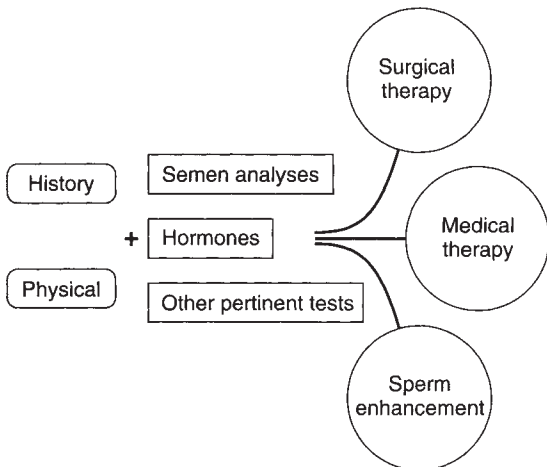 History
Physical
+
Semen analyses
Hormones
Other pertinent tests
Surgical
therapy
Medical
therapy
Sperm
enhancement